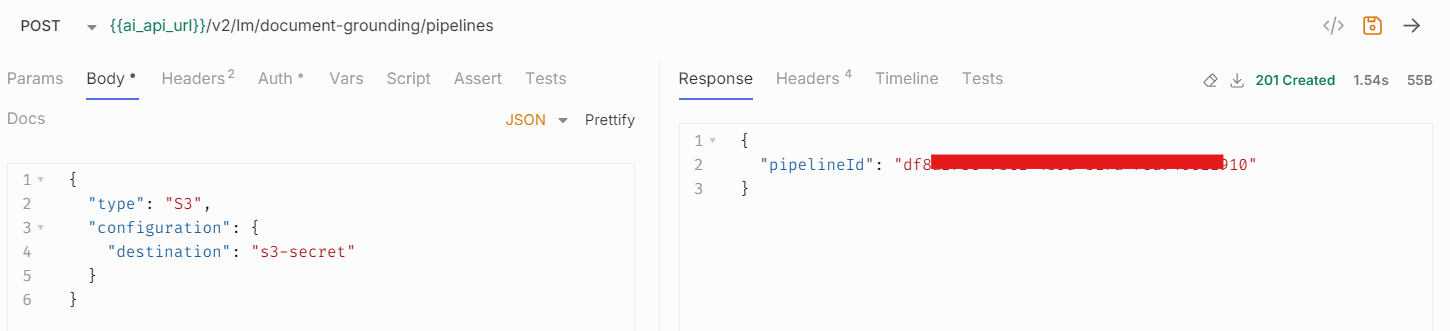 POST {{ai_api_url}}/v2/lm/document-grounding/pipelines </>
Params Body Headers 2 Auth Vars Script Assert Tests
Docs JSON Prettify
1 {
2 "type": "S3",
3 "configuration": {
4 "destination": "s3-secret"
5 }
6 }
Response Headers 4 Timeline Tests 201 Created 1.54s 55B
1 {
2 "pipelineId": "df8 910"
3 }